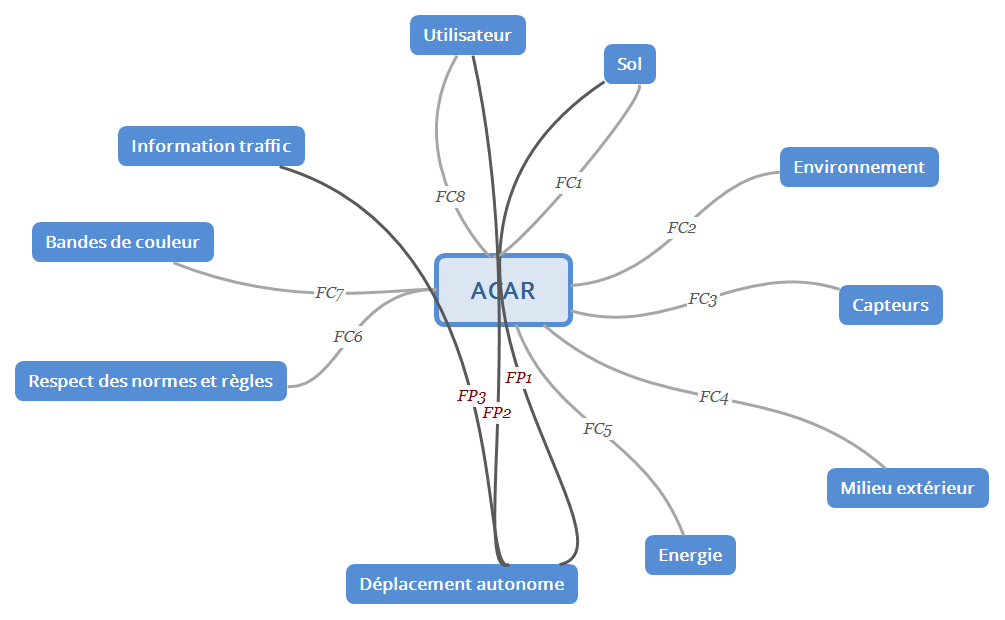 Utilisateur
Sol
Information traffic
Environnement
FC8
FC1
FC2
Bandes de couleur
ACAR
FC7
FC3
Capteurs
FC6
Respect des normes et règles
FP1
FP3
FP2
FC4
FC5
Milieu extérieur
Energie
Déplacement autonome